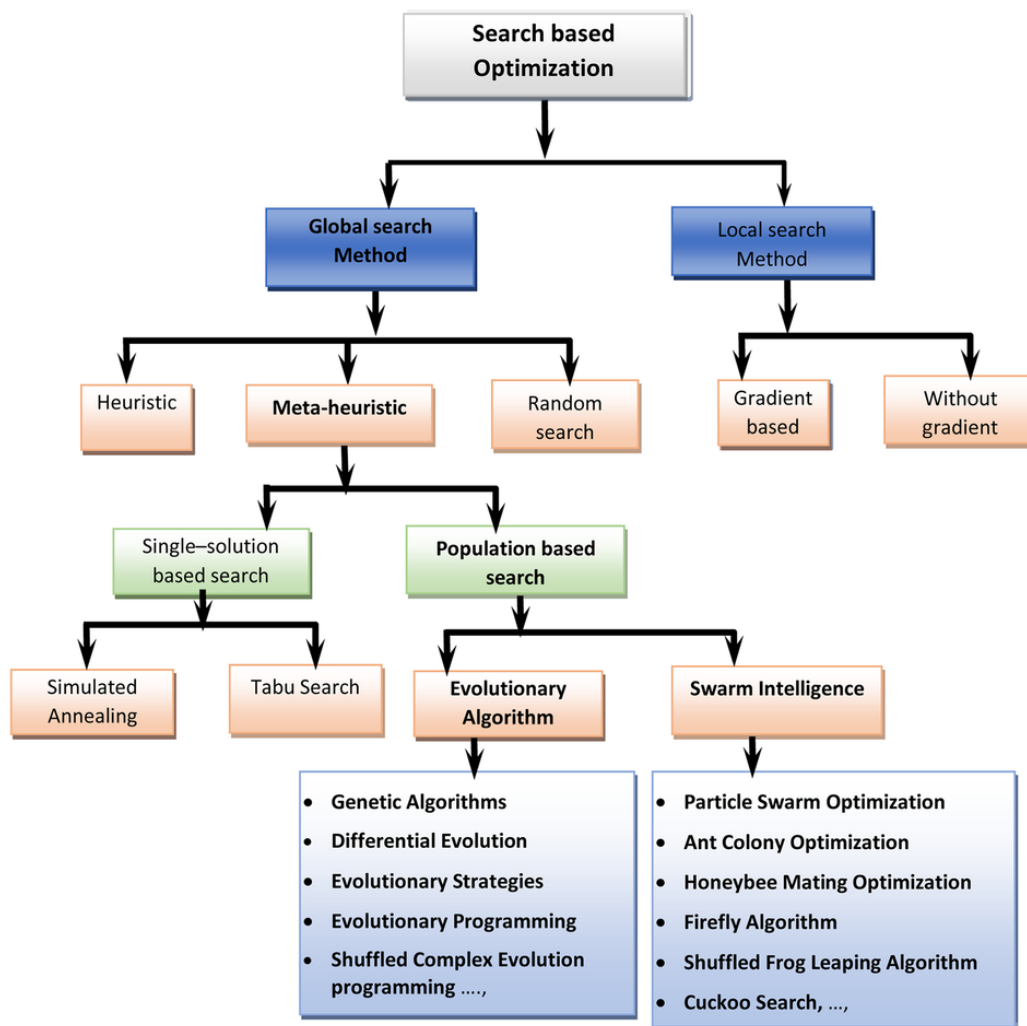 Search based
Optimization
Global search
Method
Local search
Method
Heuristic
Meta-heuristic
Random
search
Gradient
based
Without
gradient
Single–solution
based search
Population based
search
Simulated
Annealing
Tabu Search
Evolutionary
Algorithm
Swarm Intelligence
• Genetic Algorithms
• Differential Evolution
• Evolutionary Strategies
• Evolutionary Programming
• Shuffled Complex Evolution
programming ....,
• Particle Swarm Optimization
• Ant Colony Optimization
• Honeybee Mating Optimization
• Firefly Algorithm
• Shuffled Frog Leaping Algorithm
• Cuckoo Search, ...,